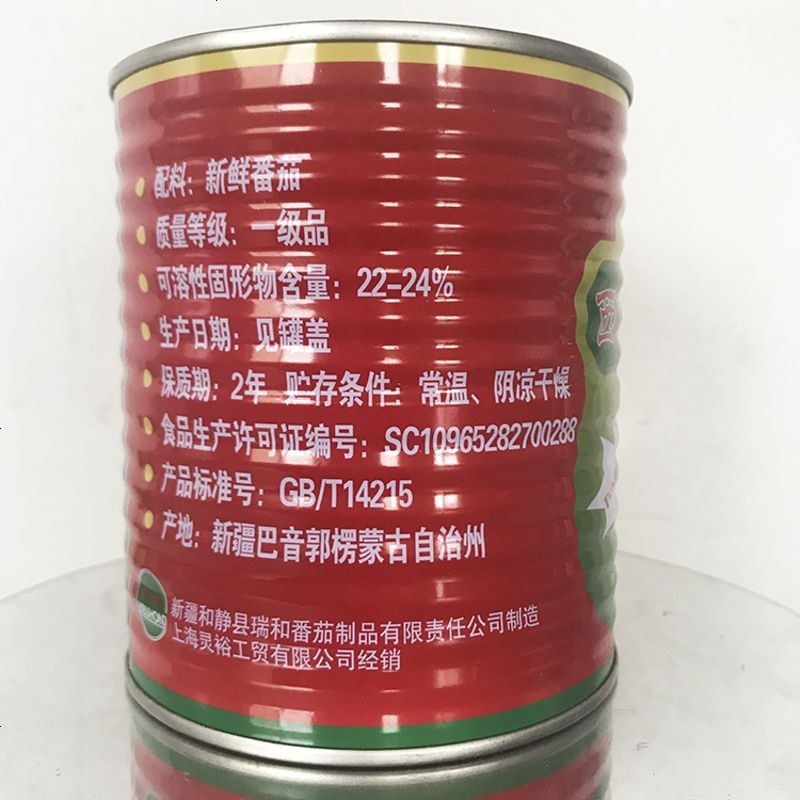 配料：新鲜番茄
质量等级：一级品
可溶性固形物含量：22-24%
生产日期：见罐盖
保质期：2年 贮存条件：常温、阴凉干燥
食品生产许可证编号：SC10965282700288
产品标准号：GB/T14215
产地：新疆巴音郭楞蒙古自治州
新疆和静县瑞和番茄制品有限责任公司制造
上海灵裕工贸有限公司经销